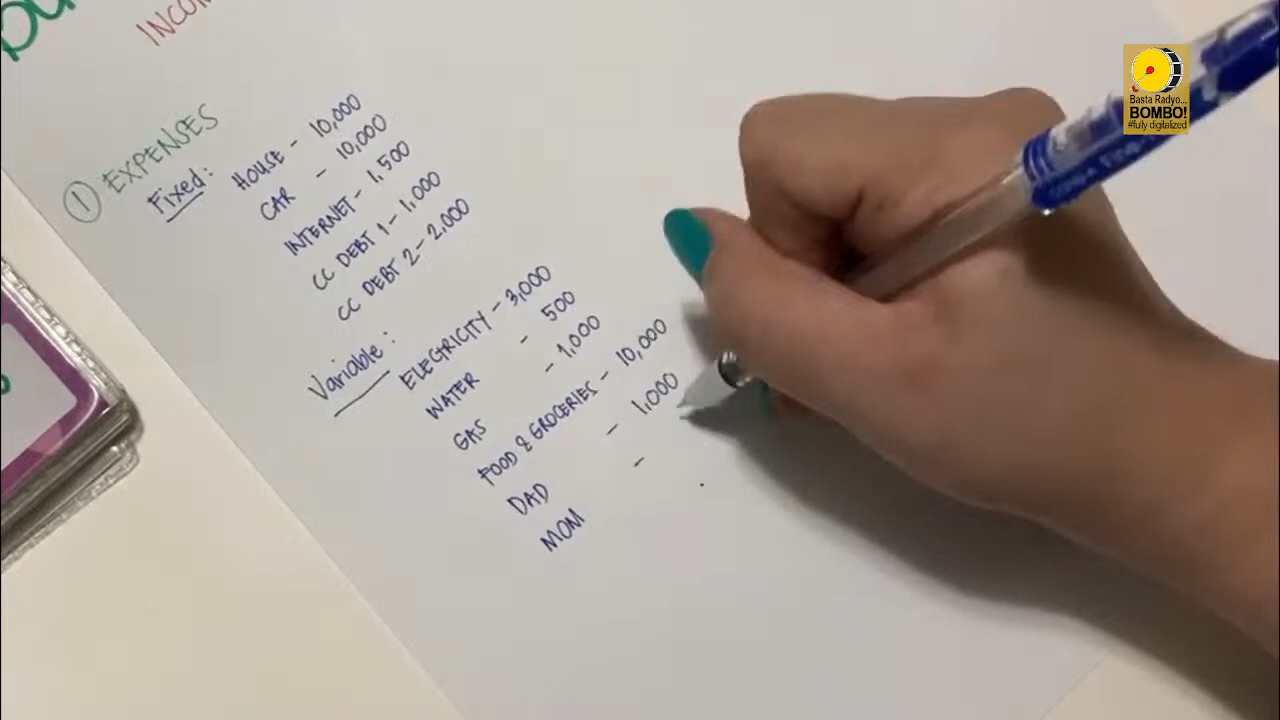 INCOM
① EXPENSES
Fixed: HOUSE - 10,000
CAR - 10,000
INTERNET - 1,500
CC DEBT 1 - 1,000
CC DEBT 2 - 2,000
Variable: ELECTRICITY - 3,000
WATER - 500
GAS - 1,000
FOOD & GROCERIES - 10,000
DAD - 1,000
MOM -
Basta Radyo...
BOMBO!
#fully digitalized